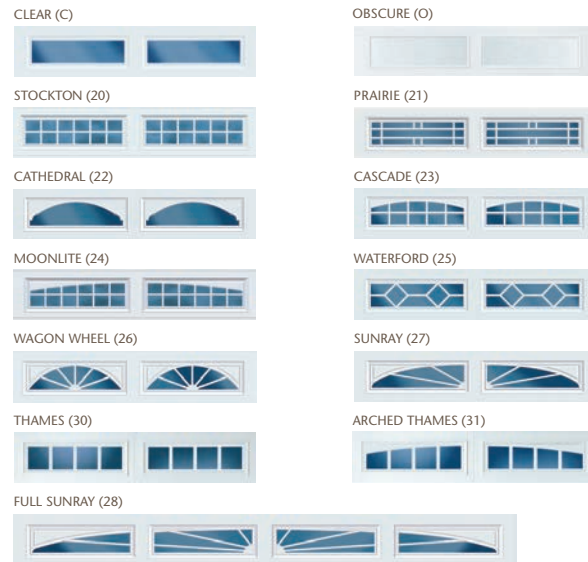 CLEAR (C)
OBSCURE (O)
STOCKTON (20)
PRAIRIE (21)
CATHEDRAL (22)
CASCADE (23)
MOONLITE (24)
WATERFORD (25)
WAGON WHEEL (26)
SUNRAY (27)
THAMES (30)
ARCHED THAMES (31)
FULL SUNRAY (28)